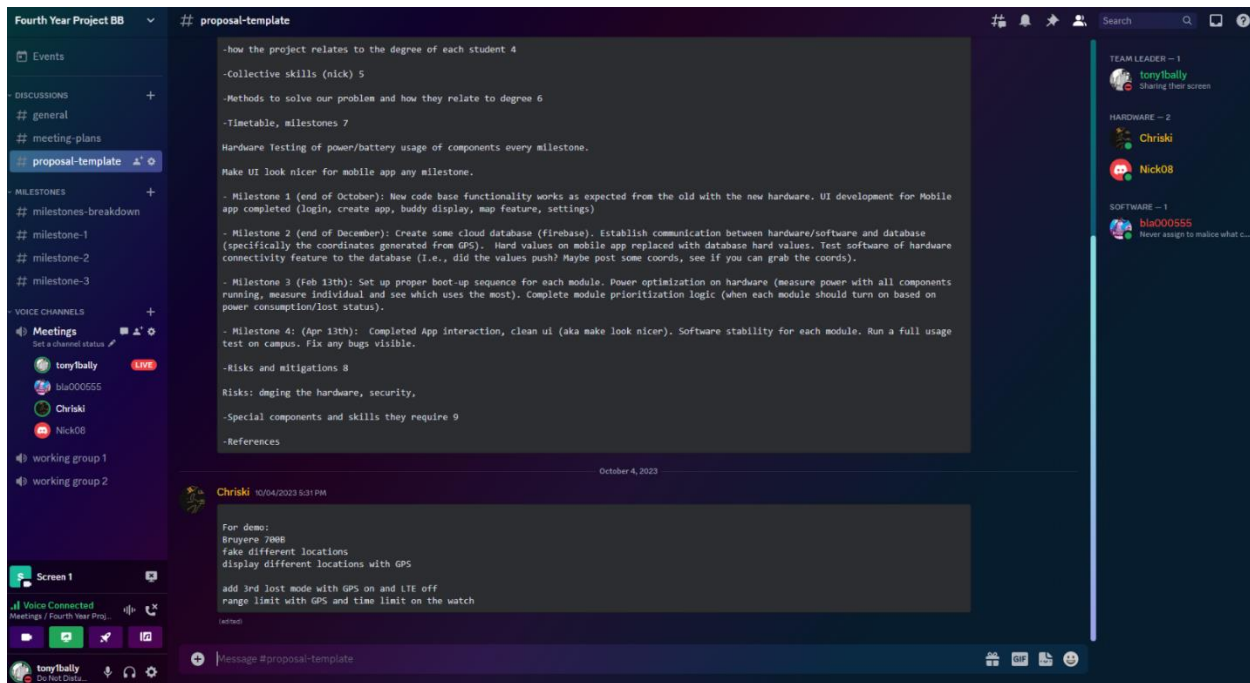 Fourth Year Project BB
# proposal-template
Search
Events
DISCUSSIONS
# general
# meeting-plans
# proposal-template
MILESTONES
# milestones-breakdown
# milestone-1
# milestone-2
# milestone-3
VOICE CHANNELS
Meetings
Set a channel status
tony1bally
LIVE
bla000555
Chriski
Nick08
working group 1
working group 2
Screen 1
Voice Connected
Meetings / Fourth Year Proj...
tony1bally
Do Not Distu...
-how the project relates to the degree of each student 4
-Collective skills (nick) 5
-Methods to solve our problem and how they relate to degree 6
-Timetable, milestones 7
Hardware Testing of power/battery usage of components every milestone.
Make UI look nicer for mobile app any milestone.
- Milestone 1 (end of October): New code base functionality works as expected from the old with the new hardware. UI development for Mobile
app completed (login, create app, buddy display, map feature, settings)
- Milestone 2 (end of December): Create some cloud database (firebase). Establish communication between hardware/software and database
(specifically the coordinates generated from GPS). Hard values on mobile app replaced with database hard values. Test software of hardware
connectivity feature to the database (I.e., did the values push? Maybe post some coords, see if you can grab the coords).
- Milestone 3 (Feb 13th): Set up proper boot-up sequence for each module. Power optimization on hardware (measure power with all components
running, measure individual and see which uses the most). Complete module prioritization logic (when each module should turn on based on
power consumption/lost status).
- Milestone 4: (Apr 13th): Completed App interaction, clean ui (aka make look nicer). Software stability for each module. Run a full usage
test on campus. Fix any bugs visible.
-Risks and mitigations 8
Risks: dmging the hardware, security,
-Special components and skills they require 9
-References
October 4, 2023
Chriski 10/04/2023 5:31 PM
For demo:
Bruyere 700B
fake different locations
display different locations with GPS
add 3rd lost mode with GPS on and LTE off
range limit with GPS and time limit on the watch
(edited)
Message #proposal-template
GIF
TEAM LEADER — 1
tony1bally
Sharing their screen
HARDWARE — 2
Chriski
Nick08
SOFTWARE — 1
bla000555
Never assign to malice what c...